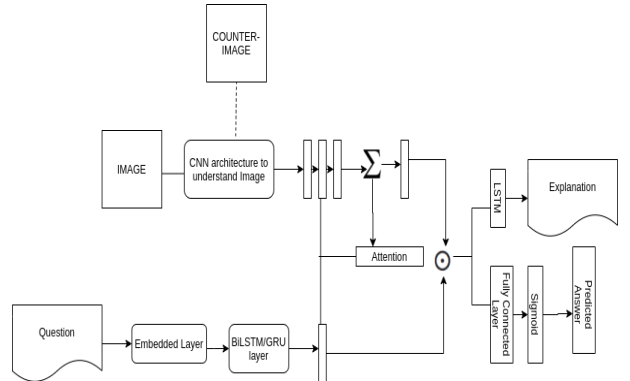 COUNTER-
IMAGE
IMAGE
CNN architecture to
understand Image
Σ
Attention
LSTM
Explanation
Question
Embedded Layer
BiLSTM/GRU
layer
Fully Connected
Layer
Sigmoid
Predicted
Answer